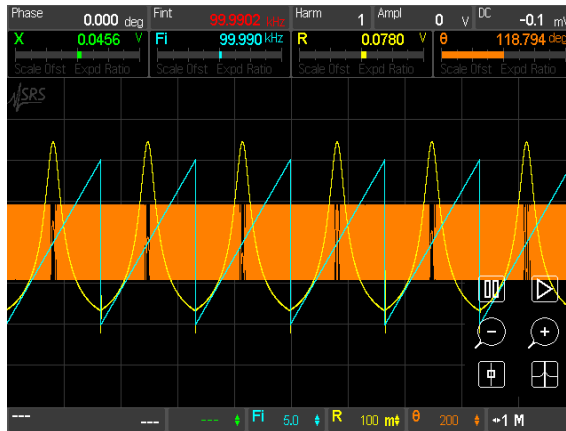 Phase 0.000 deg Fint 99.9902 kHz Harm 1 Ampl 0 V DC -0.1 mV
X 0.0456 V Fi 99.990 kHz R 0.0780 V θ 118.794 deg
Scale Ofst Expd Ratio Scale Ofst Expd Ratio Scale Ofst Expd Ratio Scale Ofst Expd Ratio
SRS
--- --- --- Fi 5.0 R 100 m θ 200 1 M